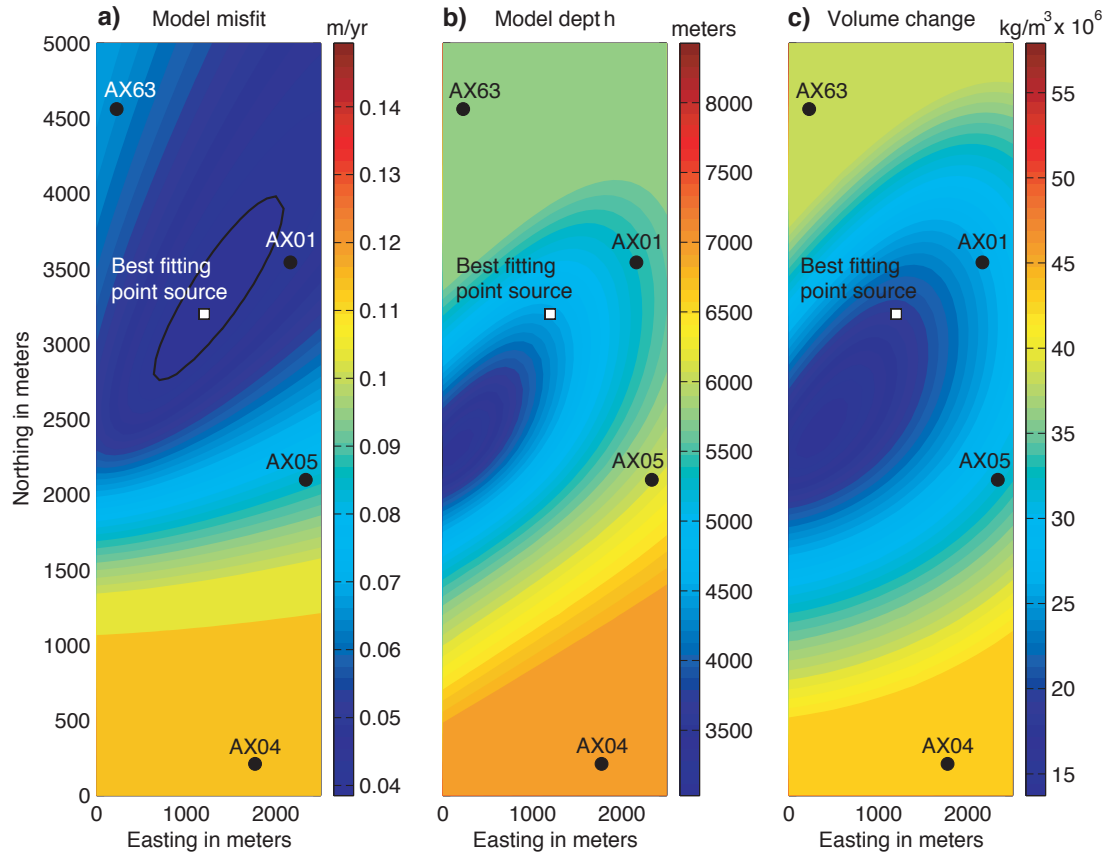 a) Model misfit
m/yr
5000
4500
4000
3500
3000
2500
2000
1500
1000
500
0
Northing in meters
AX63
AX01
Best fitting
point source
AX05
AX04
0 1000 2000
Easting in meters
0.14
0.13
0.12
0.11
0.1
0.09
0.08
0.07
0.06
0.05
0.04
b) Model dept h
meters
AX63
AX01
Best fitting
point source
AX05
AX04
0 1000 2000
Easting in meters
8000
7500
7000
6500
6000
5500
5000
4500
4000
3500
c) Volume change
kg/m³ x 10⁶
AX63
AX01
Best fitting
point source
AX05
AX04
0 1000 2000
Easting in meters
55
50
45
40
35
30
25
20
15